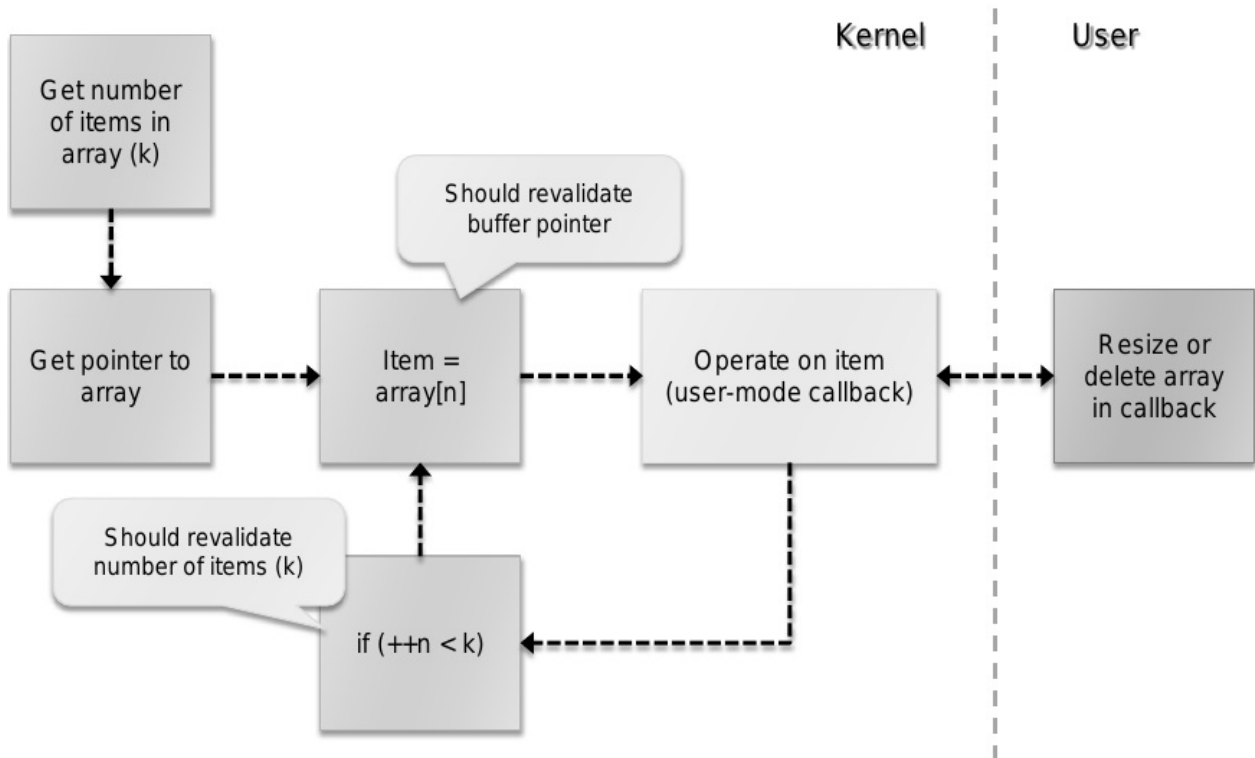 Kernel
User
Get number
of items in
array (k)
Should revalidate
buffer pointer
Get pointer to
array
Item =
array[n]
Operate on item
(user-mode callback)
Resize or
delete array
in callback
Should revalidate
number of items (k)
if (++n < k)